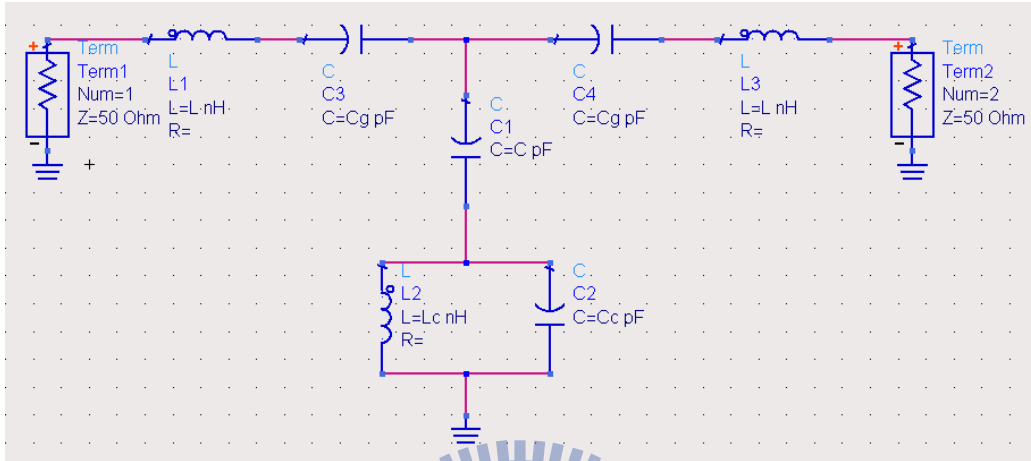 +
Term
Term1
Num=1
Z=50 Ohm
-
L
L1
L=L nH
R=
C
C3
C=Cg pF
C
C1
C=C pF
C
C4
C=Cg pF
L
L3
L=L nH
R=
+
Term
Term2
Num=2
Z=50 Ohm
-
L
L2
L=Lc nH
R=
C
C2
C=Cc pF